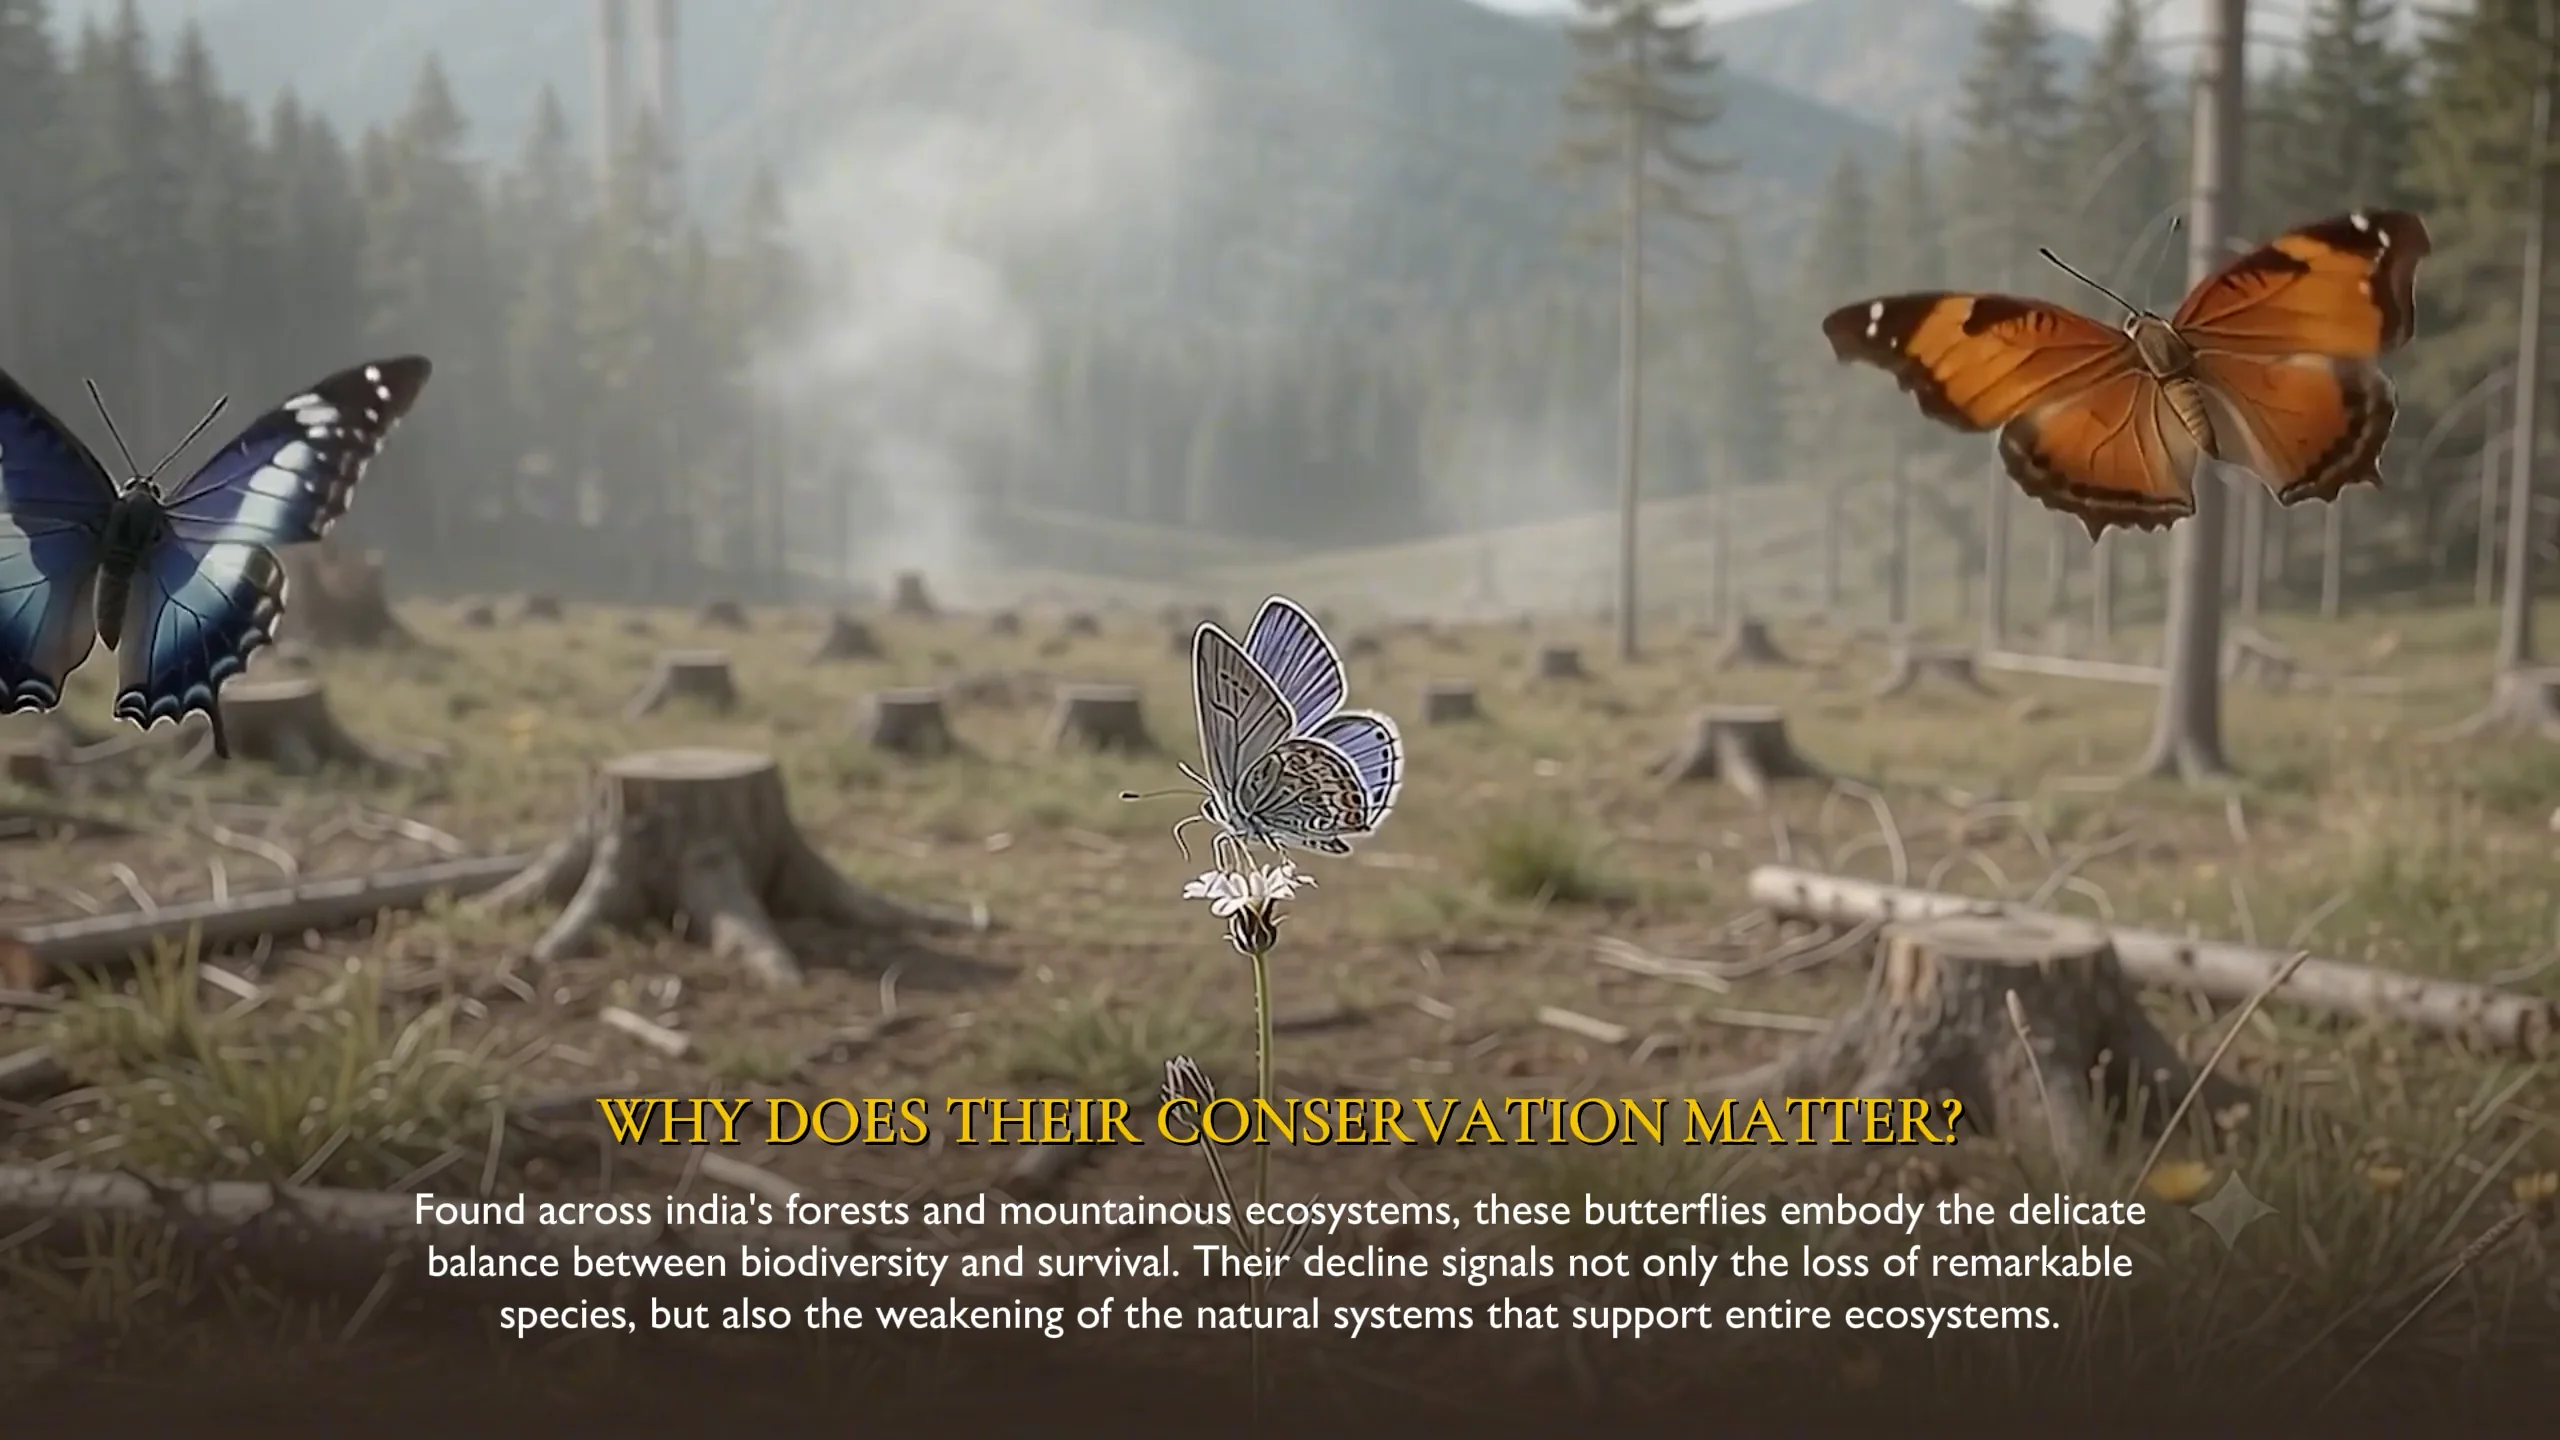 WHY DOES THEIR CONSERVATION MATTER?
Found across india's forests and mountainous ecosystems, these butterflies embody the delicate
balance between biodiversity and survival. Their decline signals not only the loss of remarkable
species, but also the weakening of the natural systems that support entire ecosystems.